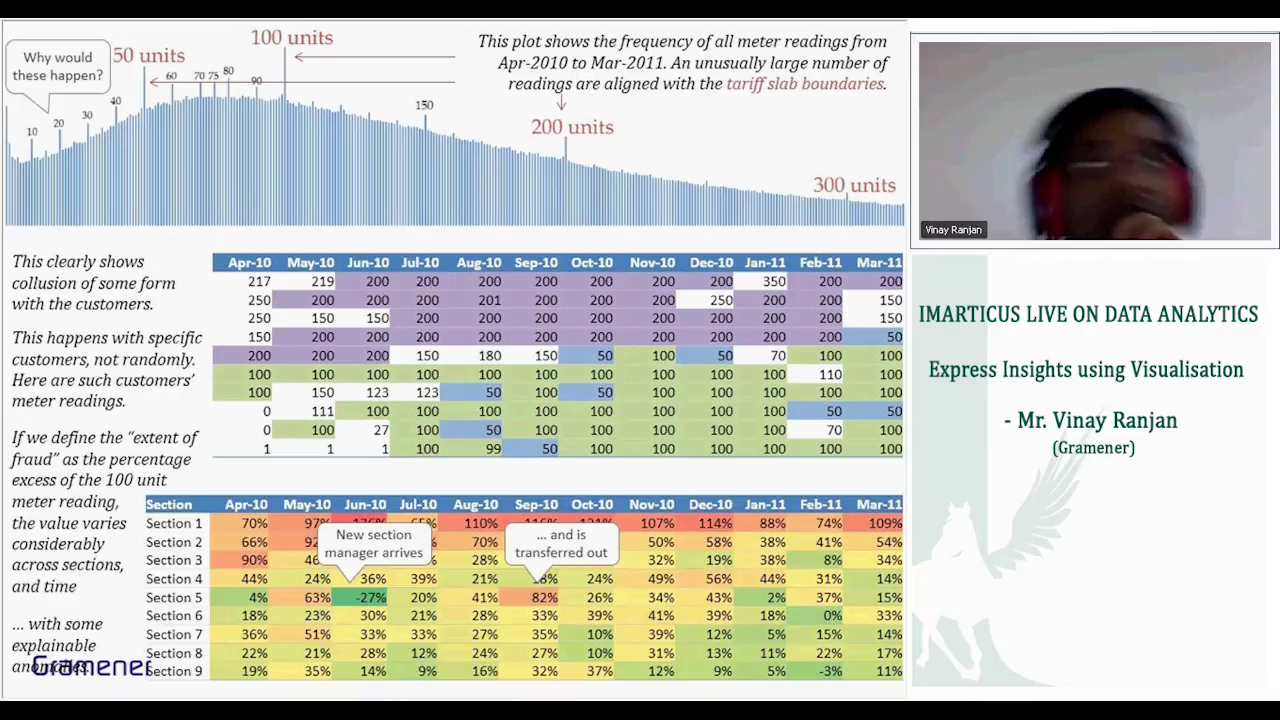 Why would
these happen?
50 units
100 units
10
20
30
40
60
70 75
80
90
150
200 units
300 units
This plot shows the frequency of all meter readings from
Apr-2010 to Mar-2011. An unusually large number of
readings are aligned with the tariff slab boundaries.
This clearly shows
collusion of some form
with the customers.
This happens with specific
customers, not randomly.
Here are such customers’
meter readings.
Apr-10 May-10 Jun-10 Jul-10 Aug-10 Sep-10 Oct-10 Nov-10 Dec-10 Jan-11 Feb-11 Mar-11
217 219 200 200 200 200 200 200 200 350 200 200
250 200 200 200 201 200 200 200 250 200 200 150
250 150 150 200 200 200 200 200 200 200 200 150
150 200 200 200 200 200 200 200 200 200 200 50
200 200 200 150 180 150 50 100 50 70 100 100
100 100 100 100 100 100 100 100 100 100 110 100
100 150 123 123 50 100 50 100 100 100 100 100
0 111 100 100 100 100 100 100 100 100 50 50
0 100 27 100 50 100 100 100 100 100 70 100
1 1 1 100 99 50 100 100 100 100 100 100
If we define the “extent of
fraud” as the percentage
excess of the 100 unit
meter reading,
the value varies
considerably
across sections,
and time
... with some
explainable
Gramener
Section Apr-10 May-10 Jun-10 Jul-10 Aug-10 Sep-10 Oct-10 Nov-10 Dec-10 Jan-11 Feb-11 Mar-11
Section 1 70% 97% 110% 107% 114% 88% 74% 109%
Section 2 66% 70% 50% 58% 38% 41% 54%
Section 3 90% 28% 32% 19% 38% 8% 34%
Section 4 44% 24% 36% 39% 21% 24% 49% 56% 44% 31% 14%
Section 5 4% 63% -27% 20% 41% 82% 26% 34% 43% 2% 37% 15%
Section 6 18% 23% 30% 21% 28% 33% 39% 41% 39% 18% 0% 33%
Section 7 36% 51% 33% 33% 27% 35% 10% 39% 12% 5% 15% 14%
Section 8 22% 21% 28% 12% 24% 27% 10% 31% 13% 11% 22% 17%
Section 9 19% 35% 14% 9% 16% 32% 37% 12% 9% 5% -3% 11%
New section
manager arrives
... and is
transferred out
Vinay Ranjan
IMARTICUS LIVE ON DATA ANALYTICS
Express Insights using Visualisation
- Mr. Vinay Ranjan
(Gramener)